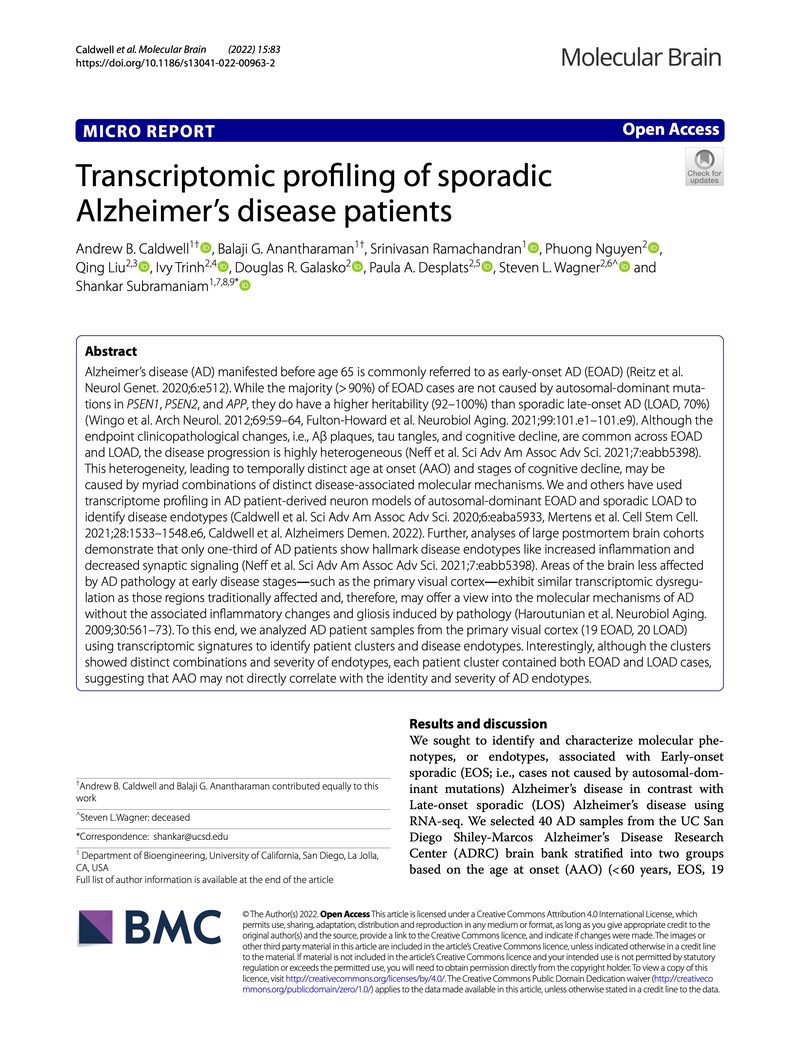 Caldwell et al. Molecular Brain (2022) 15:83
https://doi.org/10.1186/s13041-022-00963-2
Molecular Brain
MICRO REPORT
Open Access
Check for
updates
Transcriptomic profiling of sporadic
Alzheimer’s disease patients
Andrew B. Caldwell1†, Balaji G. Anantharaman1†, Srinivasan Ramachandran1, Phuong Nguyen2,
Qing Liu2,3, Ivy Trinh2,4, Douglas R. Galasko2, Paula A. Desplats2,5, Steven L. Wagner2,6^ and
Shankar Subramaniam1,7,8,9*
Abstract
Alzheimer’s disease (AD) manifested before age 65 is commonly referred to as early-onset AD (EOAD) (Reitz et al.
Neurol Genet. 2020;6:e512). While the majority (> 90%) of EOAD cases are not caused by autosomal-dominant muta-
tions in PSEN1, PSEN2, and APP, they do have a higher heritability (92–100%) than sporadic late-onset AD (LOAD, 70%)
(Wingo et al. Arch Neurol. 2012;69:59–64, Fulton-Howard et al. Neurobiol Aging. 2021;99:101.e1–101.e9). Although the
endpoint clinicopathological changes, i.e., Aβ plaques, tau tangles, and cognitive decline, are common across EOAD
and LOAD, the disease progression is highly heterogeneous (Neff et al. Sci Adv Am Assoc Adv Sci. 2021;7:eabb5398).
This heterogeneity, leading to temporally distinct age at onset (AAO) and stages of cognitive decline, may be
caused by myriad combinations of distinct disease-associated molecular mechanisms. We and others have used
transcriptome profiling in AD patient-derived neuron models of autosomal-dominant EOAD and sporadic LOAD to
identify disease endotypes (Caldwell et al. Sci Adv Am Assoc Adv Sci. 2020;6:eaba5933, Mertens et al. Cell Stem Cell.
2021;28:1533–1548.e6, Caldwell et al. Alzheimers Demen. 2022). Further, analyses of large postmortem brain cohorts
demonstrate that only one-third of AD patients show hallmark disease endotypes like increased inflammation and
decreased synaptic signaling (Neff et al. Sci Adv Am Assoc Adv Sci. 2021;7:eabb5398). Areas of the brain less affected
by AD pathology at early disease stages—such as the primary visual cortex—exhibit similar transcriptomic dysregu-
lation as those regions traditionally affected and, therefore, may offer a view into the molecular mechanisms of AD
without the associated inflammatory changes and gliosis induced by pathology (Haroutunian et al. Neurobiol Aging.
2009;30:561–73). To this end, we analyzed AD patient samples from the primary visual cortex (19 EOAD, 20 LOAD)
using transcriptomic signatures to identify patient clusters and disease endotypes. Interestingly, although the clusters
showed distinct combinations and severity of endotypes, each patient cluster contained both EOAD and LOAD cases,
suggesting that AAO may not directly correlate with the identity and severity of AD endotypes.
†Andrew B. Caldwell and Balaji G. Anantharaman contributed equally to this
work
^Steven L.Wagner: deceased
*Correspondence: shankar@ucsd.edu
1 Department of Bioengineering, University of California, San Diego, La Jolla,
CA, USA
Full list of author information is available at the end of the article
Results and discussion
We sought to identify and characterize molecular phe-
notypes, or endotypes, associated with Early-onset
sporadic (EOS; i.e., cases not caused by autosomal-dom-
inant mutations) Alzheimer’s disease in contrast with
Late-onset sporadic (LOS) Alzheimer’s disease using
RNA-seq. We selected 40 AD samples from the UC San
Diego Shiley-Marcos Alzheimer’s Disease Research
Center (ADRC) brain bank stratified into two groups
based on the age at onset (AAO) (< 60 years, EOS, 19
BMC
© The Author(s) 2022. Open Access This article is licensed under a Creative Commons Attribution 4.0 International License, which
permits use, sharing, adaptation, distribution and reproduction in any medium or format, as long as you give appropriate credit to the
original author(s) and the source, provide a link to the Creative Commons licence, and indicate if changes were made. The images or
other third party material in this article are included in the article’s Creative Commons licence, unless indicated otherwise in a credit line
to the material. If material is not included in the article’s Creative Commons licence and your intended use is not permitted by statutory
regulation or exceeds the permitted use, you will need to obtain permission directly from the copyright holder. To view a copy of this
licence, visit http://creativecommons.org/licenses/by/4.0/. The Creative Commons Public Domain Dedication waiver (http://creativeco
mmons.org/publicdomain/zero/1.0/) applies to the data made available in this article, unless otherwise stated in a credit line to the data.